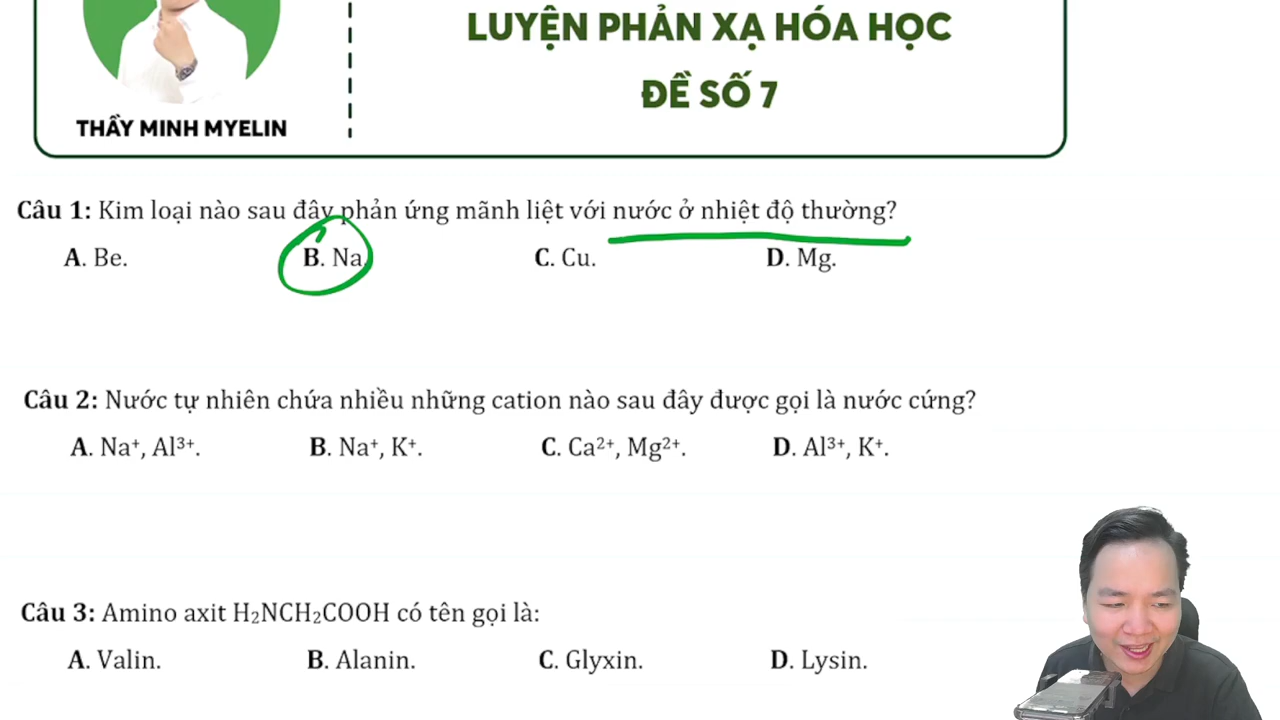 LUYỆN PHẢN XẠ HÓA HỌC
ĐỀ SỐ 7
THẦY MINH MYELIN
Câu 1: Kim loại nào sau đây phản ứng mãnh liệt với nước ở nhiệt độ thường?
A. Be. B. Na. C. Cu. D. Mg.
Câu 2: Nước tự nhiên chứa nhiều những cation nào sau đây được gọi là nước cứng?
A. Na⁺, Al³⁺. B. Na⁺, K⁺. C. Ca²⁺, Mg²⁺. D. Al³⁺, K⁺.
Câu 3: Amino axit H₂NCH₂COOH có tên gọi là:
A. Valin. B. Alanin. C. Glyxin. D. Lysin.